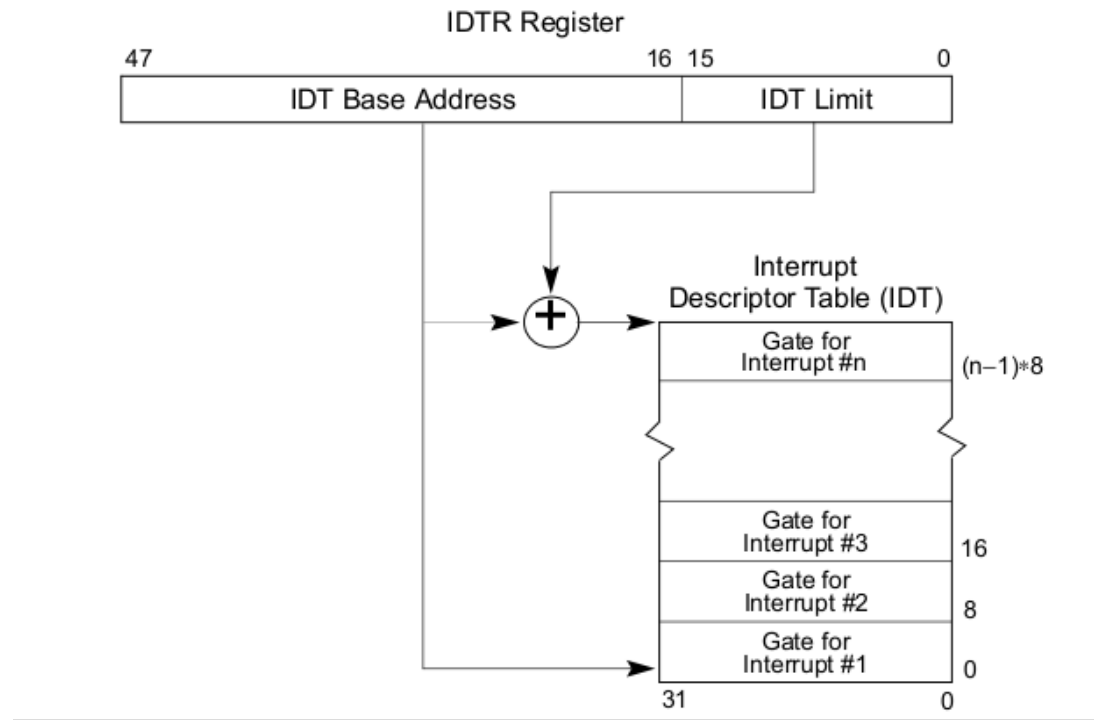 IDTR Register
47 16 15 0
IDT Base Address IDT Limit
+
Interrupt
Descriptor Table (IDT)
Gate for
Interrupt #n
(n−1)∗8
Gate for
Interrupt #3
16
Gate for
Interrupt #2
8
Gate for
Interrupt #1
0
31 0